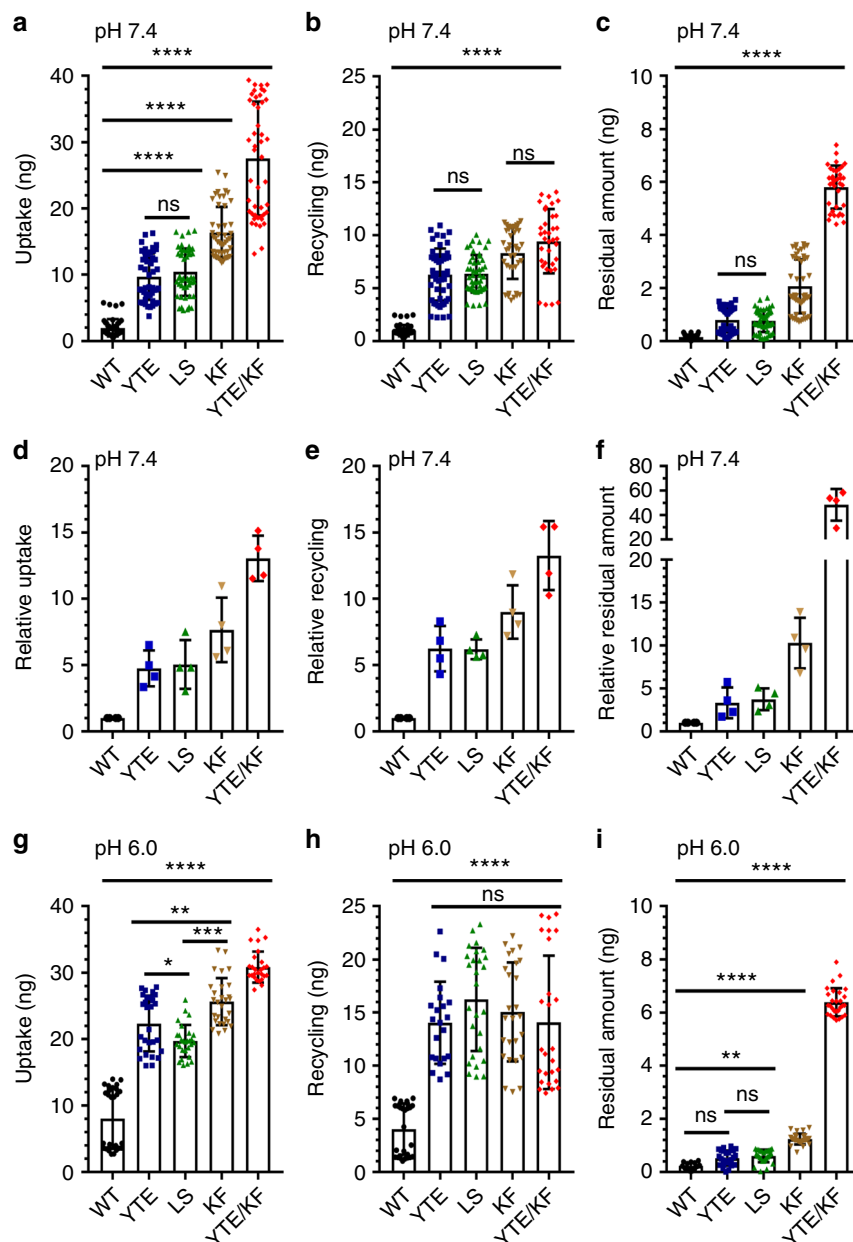 a
pH 7.4
****
****
****
ns
Uptake (ng)
40
30
20
10
0
WT
YTE
LS
KF
YTE/KF
b
pH 7.4
****
ns
ns
Recycling (ng)
25
20
15
10
5
0
WT
YTE
LS
KF
YTE/KF
c
pH 7.4
****
ns
Residual amount (ng)
10
8
6
4
2
0
WT
YTE
LS
KF
YTE/KF
d
pH 7.4
Relative uptake
20
15
10
5
0
WT
YTE
LS
KF
YTE/KF
e
pH 7.4
Relative recycling
20
15
10
5
0
WT
YTE
LS
KF
YTE/KF
f
pH 7.4
Relative residual amount
80
60
40
20
20
15
10
5
0
WT
YTE
LS
KF
YTE/KF
g
pH 6.0
****
**
***
*
Uptake (ng)
40
30
20
10
0
WT
YTE
LS
KF
YTE/KF
h
pH 6.0
****
ns
Recycling (ng)
25
20
15
10
5
0
WT
YTE
LS
KF
YTE/KF
i
pH 6.0
****
****
**
ns
ns
Residual amount (ng)
10
8
6
4
2
0
WT
YTE
LS
KF
YTE/KF